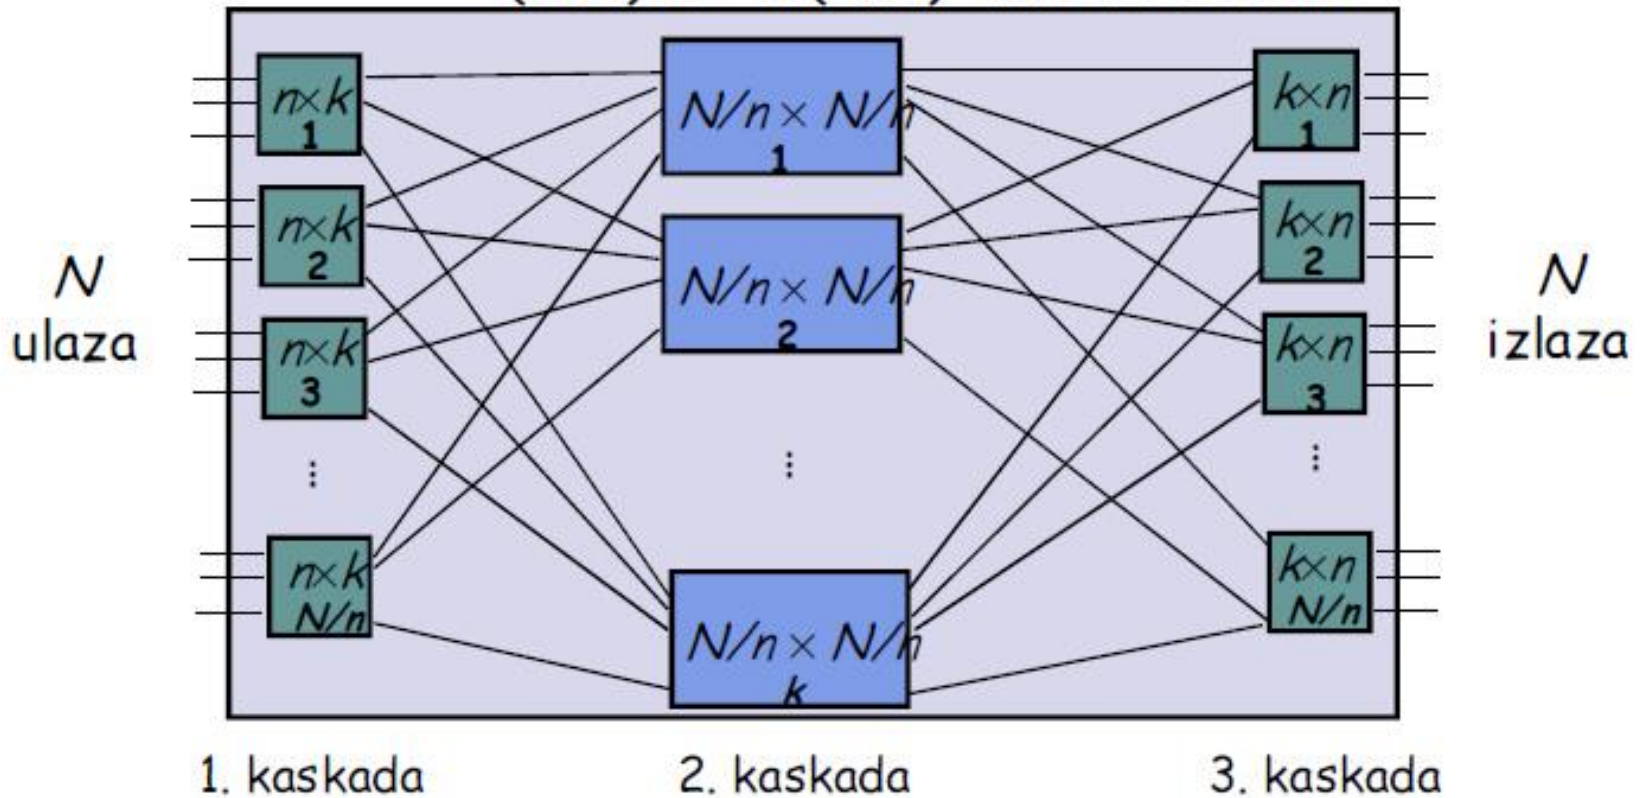 n×k
1
n×k
2
n×k
3
⋮
n×k
N/n
N/n × N/n
1
N/n × N/n
2
⋮
N/n × N/n
k
k×n
1
k×n
2
k×n
3
⋮
k×n
N/n
N
ulaza
N
izlaza
1. kaskada
2. kaskada
3. kaskada